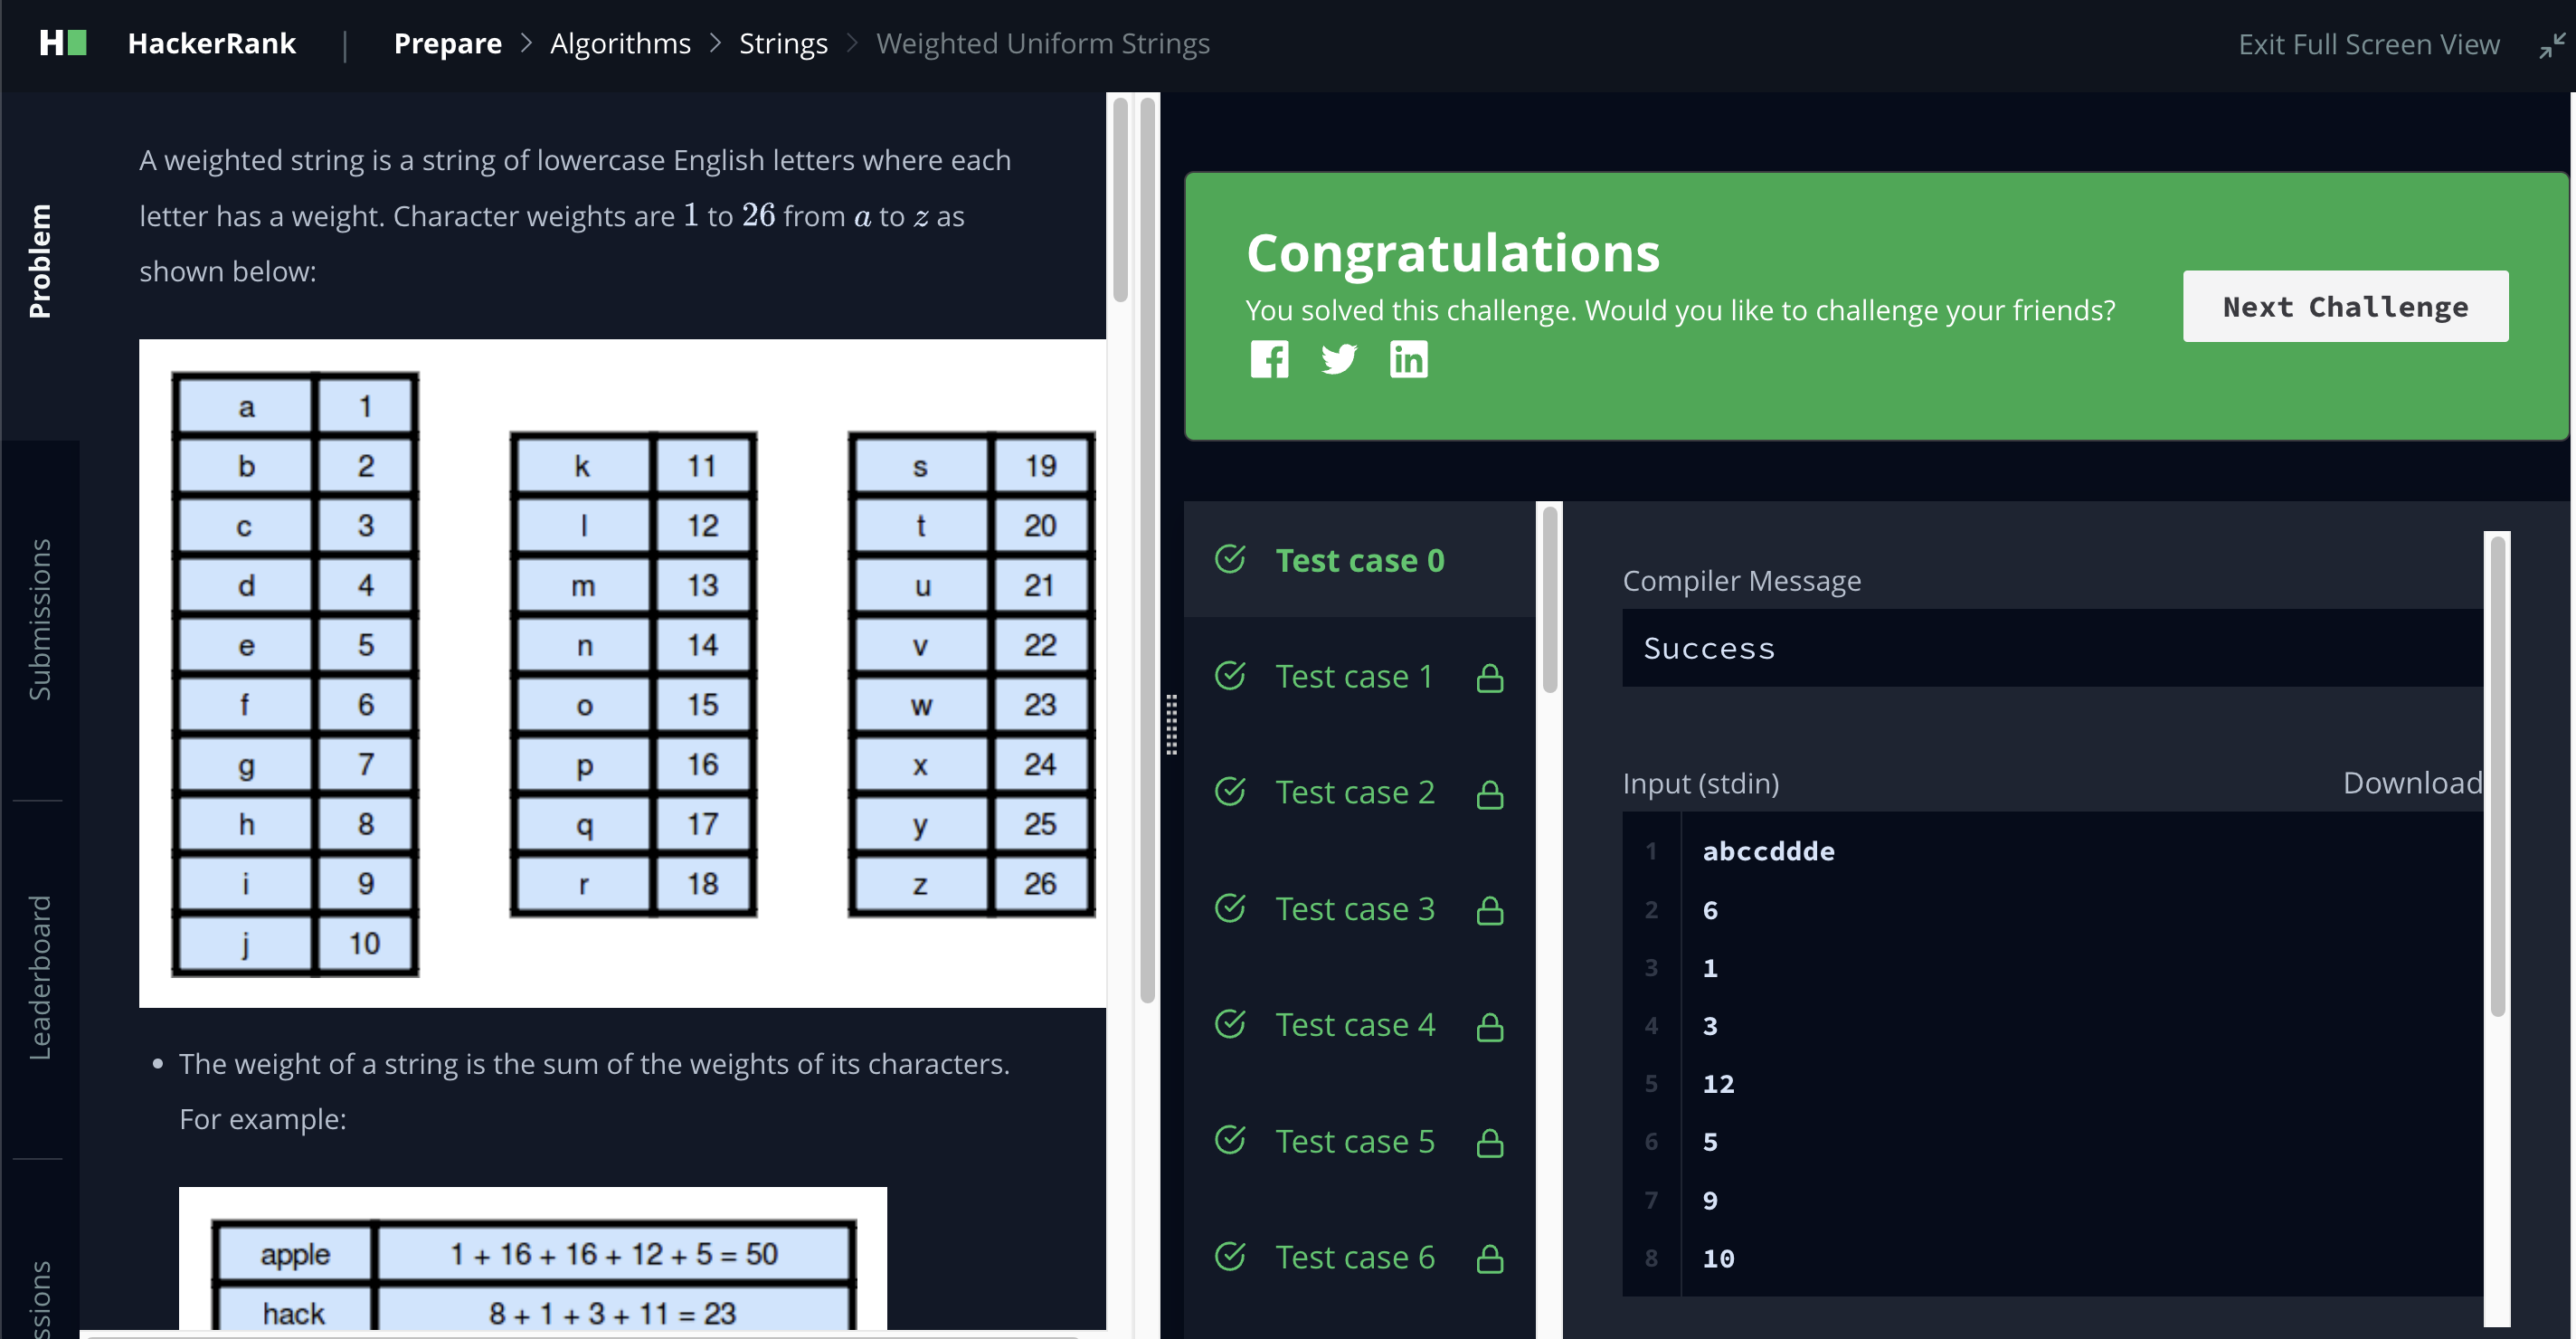 H HackerRank | Prepare > Algorithms > Strings > Weighted Uniform Strings
Exit Full Screen View
Problem
Submissions
Leaderboard
A weighted string is a string of lowercase English letters where each
letter has a weight. Character weights are 1 to 26 from a to z as
shown below:
a 1
b 2
c 3
d 4
e 5
f 6
g 7
h 8
i 9
j 10
k 11
l 12
m 13
n 14
o 15
p 16
q 17
r 18
s 19
t 20
u 21
v 22
w 23
x 24
y 25
z 26
• The weight of a string is the sum of the weights of its characters.
For example:
apple 1 + 16 + 16 + 12 + 5 = 50
hack 8 + 1 + 3 + 11 = 23
Congratulations
You solved this challenge. Would you like to challenge your friends?
Next Challenge
Test case 0
Test case 1
Test case 2
Test case 3
Test case 4
Test case 5
Test case 6
Compiler Message
Success
Input (stdin)
Download
1 abccddde
2 6
3 1
4 3
5 12
6 5
7 9
8 10